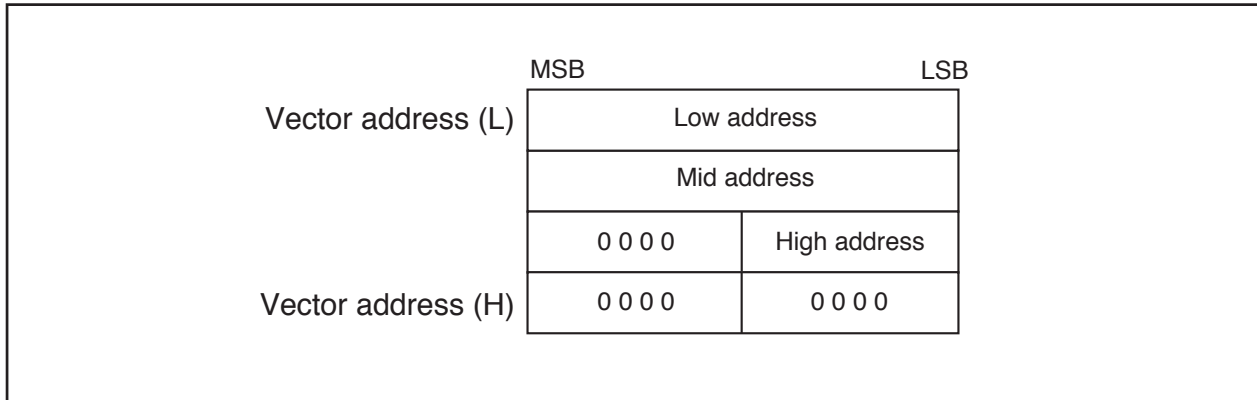 MSB LSB
Vector address (L) Low address
Mid address
0 0 0 0 High address
Vector address (H) 0 0 0 0 0 0 0 0